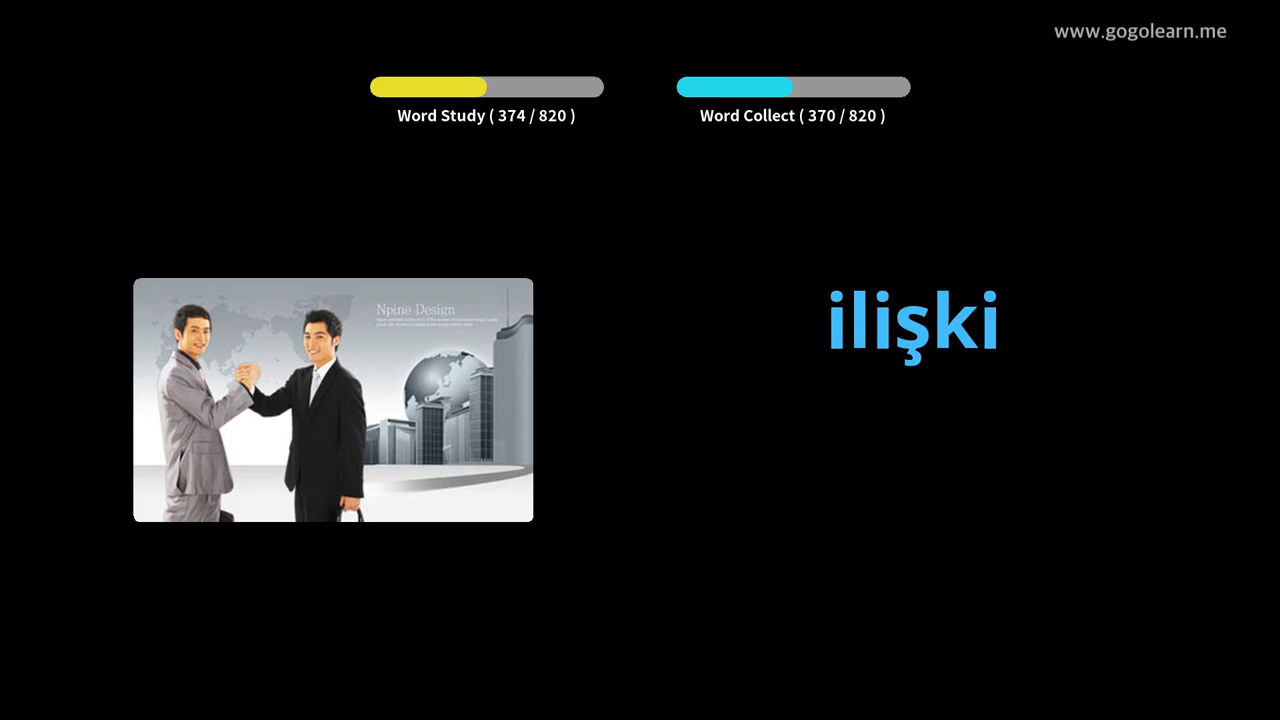 www.gogolearn.me
Word Study ( 374 / 820 )
Word Collect ( 370 / 820 )
Npine Design
ilişki